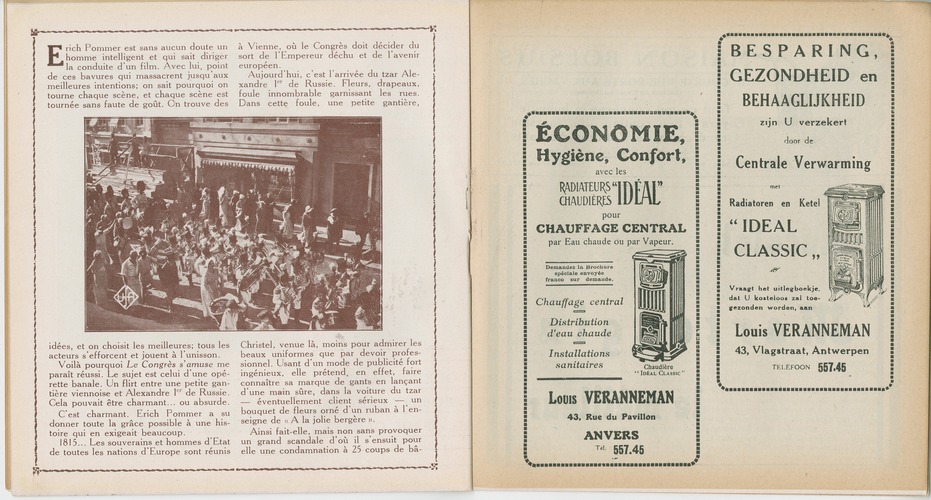 Erich Pommer est sans aucun doute un
homme intelligent et qui sait diriger
la conduite d'un film. Avec lui, point
de ces bavures qui massacrent jusqu'aux
meilleures intentions; on sait pourquoi on
tourne chaque scène, et chaque scène est
tournée sans faute de goût. On trouve des
idées, et on choisit les meilleures; tous les
acteurs s'efforcent et jouent à l'unisson.
Voilà pourquoi Le Congrès s'amuse me
paraît réussi. Le sujet est celui d'une opé-
rette banale. Un flirt entre une petite gan-
tière viennoise et Alexandre Iᵉʳ de Russie.
Cela pouvait être charmant... ou absurde.
C'est charmant. Erich Pommer a su
donner toute la grâce possible à une his-
toire qui en exigeait beaucoup.
1815... Les souverains et hommes d'Etat
de toutes les nations d'Europe sont réunis
à Vienne, où le Congrès doit décider du
sort de l'Empereur déchu et de l'avenir
européen.
Aujourd'hui, c'est l'arrivée du tzar Ale-
xandre Iᵉʳ de Russie. Fleurs, drapeaux,
foule innombrable garnissant les rues.
Dans cette foule, une petite gantière,
Ufa
Christel, venue là, moins pour admirer les
beaux uniformes que par devoir profes-
sionnel. Usant d'un mode de publicité fort
ingénieux, elle prétend, en effet, faire
connaître sa marque de gants en lançant
d'une main sûre, dans la voiture du tzar
— éventuellement client sérieux — un
bouquet de fleurs orné d'un ruban à l'en-
seigne de « A la jolie bergère ».
Ainsi fait-elle, mais non sans provoquer
un grand scandale d'où il s'ensuit pour
elle une condamnation à 25 coups de bâ-
ÉCONOMIE,
Hygiène, Confort,
avec les
RADIATEURS "IDÉAL"
CHAUDIÈRES
pour
CHAUFFAGE CENTRAL
par Eau chaude ou par Vapeur.
Demandez la Brochure
spéciale envoyée
franco sur demande.
Chauffage central
Distribution
d'eau chaude
Installations
sanitaires
Chaudière
"IDEAL CLASSIC"
LOUIS VERANNEMAN
43, Rue du Pavillon
ANVERS
Tél. 557.45
BESPARING,
GEZONDHEID en
BEHAAGLIJKHEID
zijn U verzekert
door de
Centrale Verwarming
met
Radiatoren en Ketel
"IDEAL
CLASSIC„
Vraagt het uitlegboekje,
dat U kosteloos zal toe-
gezonden worden, aan
Louis VERANNEMAN
43, Vlagstraat, Antwerpen
TELEFOON 557.45